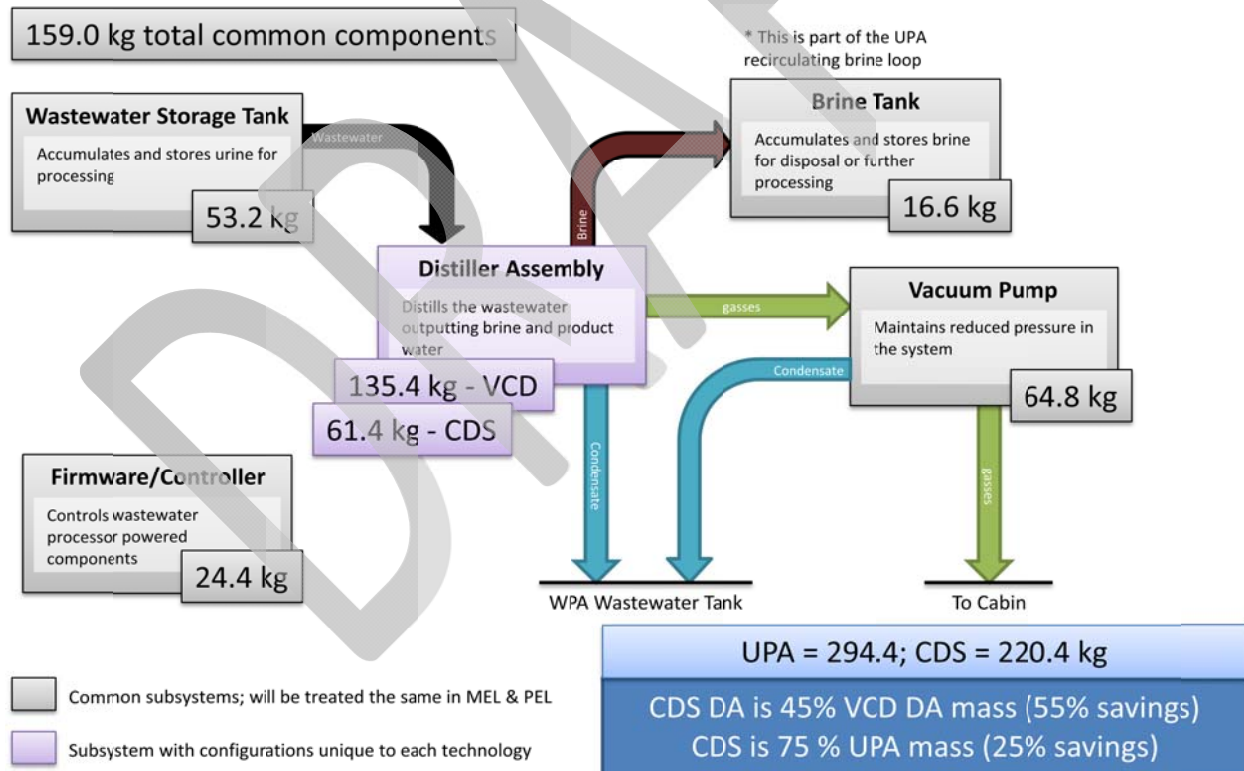 159.0 kg total common components
* This is part of the UPA
recirculating brine loop
Wastewater Storage Tank
Accumulates and stores urine for
processing
53.2 kg
Wastewater
Brine
Brine Tank
Accumulates and stores brine
for disposal or further
processing
16.6 kg
Distiller Assembly
Distills the wastewater
outputting brine and product
water
135.4 kg - VCD
61.4 kg - CDS
gasses
Vacuum Pump
Maintains reduced pressure in
the system
64.8 kg
Condensate
Condensate
gasses
Firmware/Controller
Controls wastewater
processor powered
components
24.4 kg
WPA Wastewater Tank
To Cabin
UPA = 294.4; CDS = 220.4 kg
CDS DA is 45% VCD DA mass (55% savings)
CDS is 75 % UPA mass (25% savings)
Common subsystems; will be treated the same in MEL & PEL
Subsystem with configurations unique to each technology